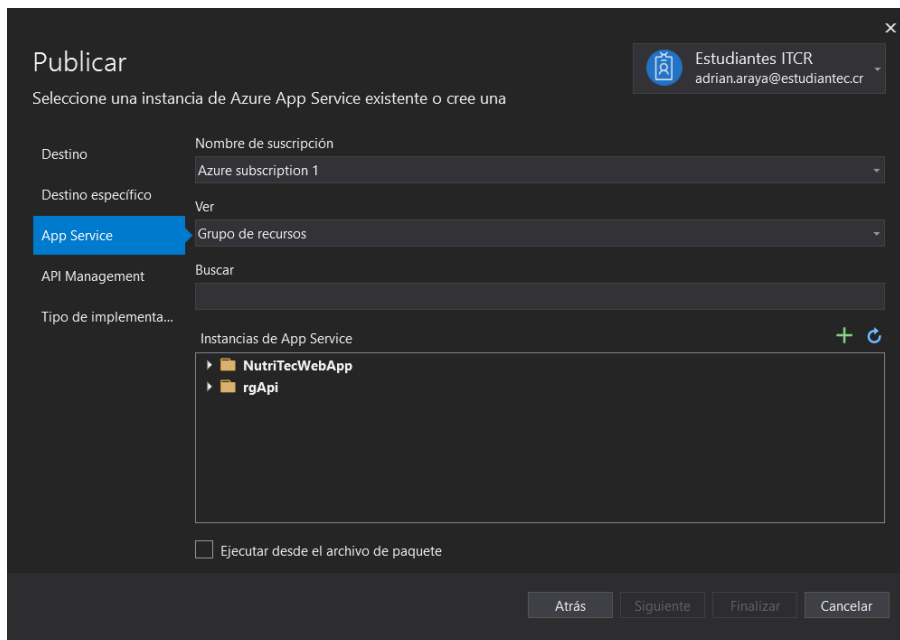 Publicar
Estudiantes ITCR
adrian.araya@estudiantec.cr
Seleccione una instancia de Azure App Service existente o cree una
Destino
Destino específico
App Service
API Management
Tipo de implementa...
Nombre de suscripción
Azure subscription 1
Ver
Grupo de recursos
Buscar
Instancias de App Service
NutriTecWebApp
rgApi
Ejecutar desde el archivo de paquete
Atrás
Siguiente
Finalizar
Cancelar